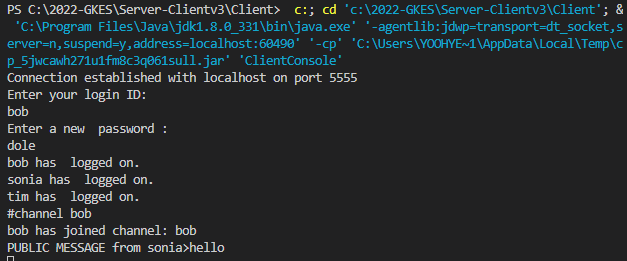 PS C:\2022-GKES\Server-Clientv3\Client>  c:; cd 'c:\2022-GKES\Server-Clientv3\Client'; &
 'C:\Program Files\Java\jdk1.8.0_331\bin\java.exe' '-agentlib:jdwp=transport=dt_socket,s
erver=n,suspend=y,address=localhost:60490' '-cp' 'C:\Users\YOOHYE~1\AppData\Local\Temp\c
p_5jwcawh271u1fm8c3q061sull.jar' 'ClientConsole'
Connection established with localhost on port 5555
Enter your login ID:
bob
Enter a new  password :
dole
bob has  logged on.
sonia has  logged on.
tim has  logged on.
#channel bob
bob has joined channel: bob
PUBLIC MESSAGE from sonia>hello